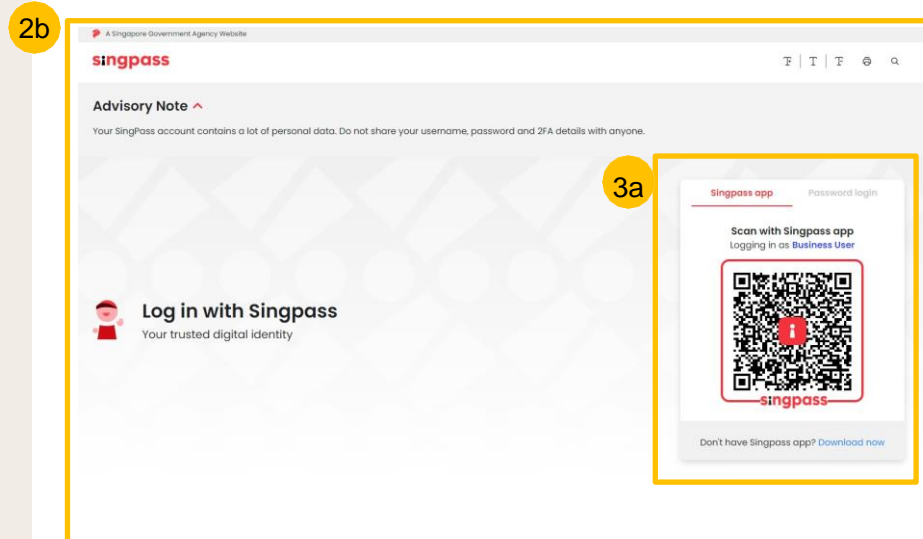 2b
A Singapore Government Agency Website
singpass
T | T | T
Advisory Note
Your SingPass account contains a lot of personal data. Do not share your username, password and 2FA details with anyone.
3a
Singpass app Password login
Scan with Singpass app
Logging in as Business User
singpass
Log in with Singpass
Your trusted digital identity
Don't have Singpass app? Download now